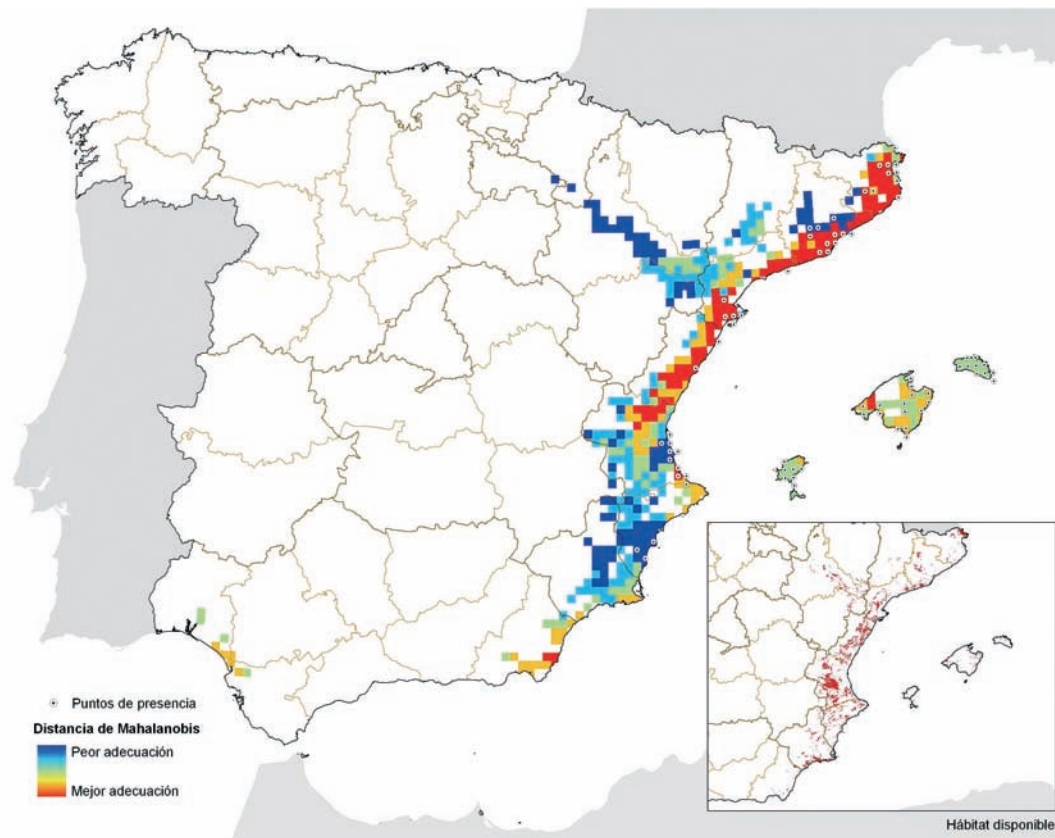 Puntos de presencia
Distancia de Mahalanobis
Peor adecuación
Mejor adecuación
Hábitat disponible